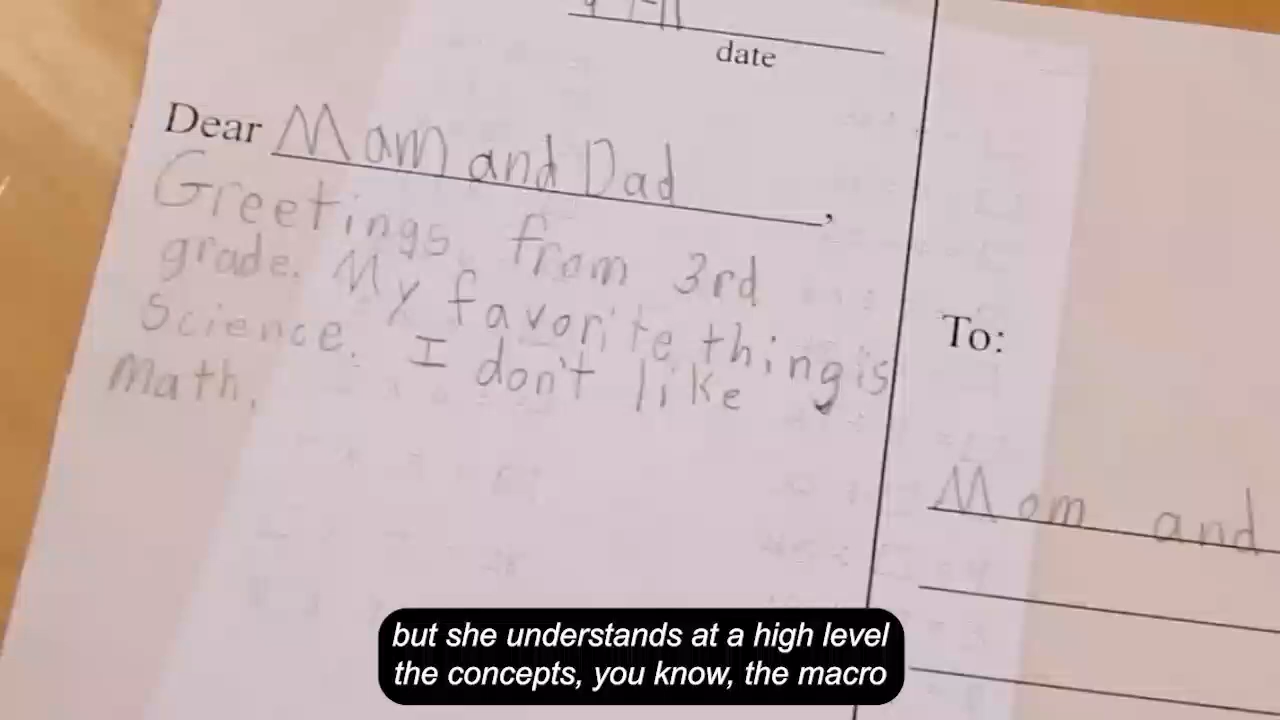 date
Dear Mam and Dad,
Greetings from 3rd
grade. My favorite thing is
Science. I don't like
math.
To:
Mom and
but she understands at a high level
the concepts, you know, the macro